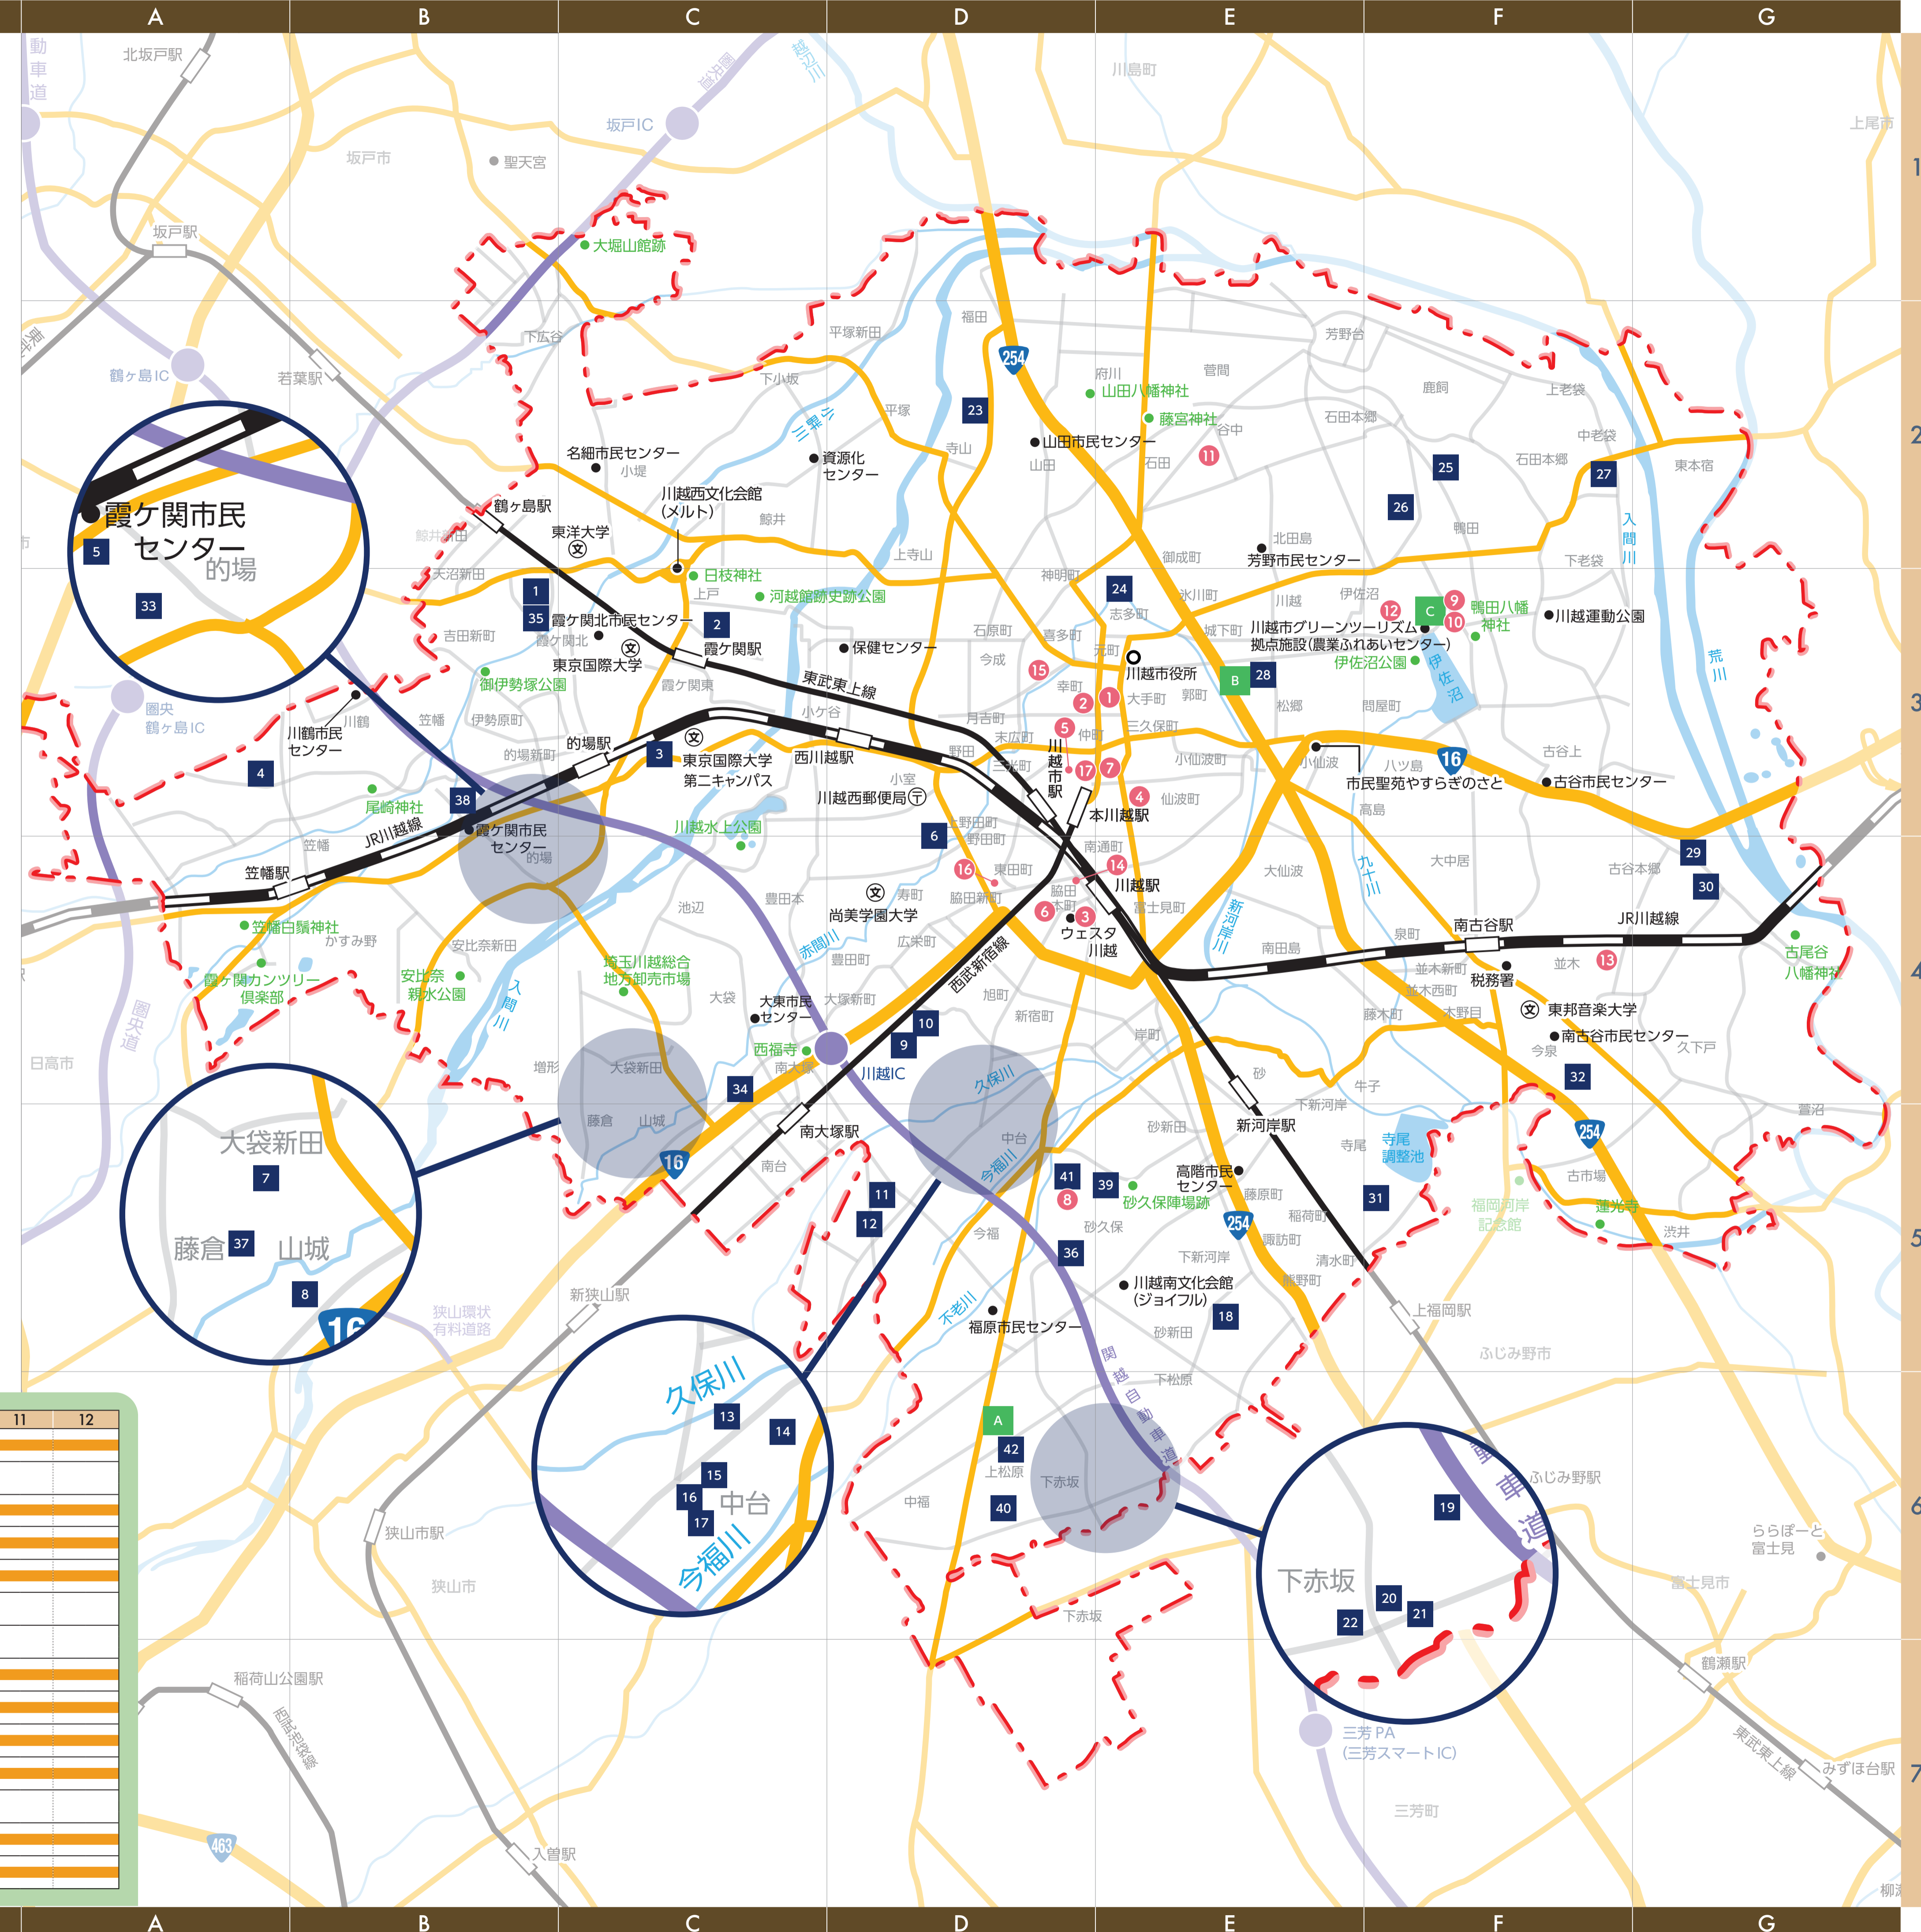 A B C D E F G
動車道
北坂戸駅
圏央道
越辺川
川島町
上尾市
坂戸IC
坂戸市
聖天宮
1
坂戸駅
大堀山館跡
下広谷
平塚新田
福田
芳野台
254
鶴ヶ島IC
若葉駅
下小坂
府川
菅間
山田八幡神社
鹿飼
上老袋
小畔川
平塚
23
藤宮神社
谷中
石田本郷
中老袋
2
名細市民センター
小堤
資源化
センター
寺山
山田市民センター
山田
石田
11
25
石田本郷
27
東本宿
川越西文化会館
(メルト)
鶴ヶ島駅
鯨井
26
入間川
鯨井新田
東洋大学
文
上寺山
御成町
北田島
芳野市民センター
鴨田
下老袋
霞ケ関市民
センター
5
的場
33
天沼新田
日枝神社
上戸
河越館跡史跡公園
神明町
24
志多町
氷川町
川越
伊佐沼
12
C
9
10
鴨田八幡
神社
川越運動公園
1
35
霞ケ関北市民センター
霞ケ関北
吉田新町
2
霞ケ関駅
東京国際大学
文
保健センター
石原町
喜多町
今成
元町
城下町
川越市グリーンツーリズム
拠点施設(農業ふれあいセンター)
伊佐沼公園
伊佐沼
荒川
御伊勢塚公園
霞ケ関東
東武東上線
15
川越市役所
幸町
2
1
大手町
郭町
B
28
松郷
問屋町
3
圏央
鶴ヶ島IC
川鶴
川鶴市民
センター
笠幡
伊勢原町
的場新町
的場駅
3
文
東京国際大学
第二キャンパス
小ケ谷
西川越駅
月吉町
末広町
5
仲町
三久保町
野田
三光町
川越市駅
17
7
小仙波町
小仙波
八ツ島
16
古谷上
市民聖苑やすらぎのさと
古谷市民センター
4
尾崎神社
38
小室
川越西郵便局
4
仙波町
本川越駅
高島
JR川越線
霞ケ関市民
センター
的場
川越水上公園
6
上野田町
野田町
南通町
九十川
大中居
古谷本郷
29
30
笠幡
笠幡駅
豊田本
文
尚美学園大学
寿町
16
東田町
脇田新町
脇田
本町
14
川越駅
大仙波
池辺
6
3
ウェスタ
川越
富士見町
新河岸川
泉町
南古谷駅
JR川越線
笠幡白鬚神社
かすみ野
安比奈新田
赤間川
広栄町
豊田町
西武新宿線
南田島
税務署
並木
13
古尾谷
八幡神社
4
霞ケ関カンツリー
倶楽部
安比奈
親水公園
入間川
埼玉川越総合
地方卸売市場
大袋
大東市民
センター
大塚新町
旭町
新宿町
並木新町
並木西町
藤木町
木野目
文
東邦音楽大学
南古谷市民センター
圏央道
日高市
増形
大袋新田
西福寺
南大塚
川越IC
10
9
34
久保川
岸町
砂
牛子
今泉
久下戸
32
藤倉
山城
16
南大塚駅
中台
今福川
砂新田
下新河岸
新河岸駅
寺尾
寺尾
調整池
254
萱沼
大袋新田
7
藤倉
37
山城
8
16
南台
11
12
41
8
39
高階市民
センター
砂久保陣場跡
藤原町
31
古市場
福岡河岸
記念館
蓮光寺
渋井
今福
砂久保
36
254
稲荷町
諏訪町
下新河岸
清水町
熊野町
5
狭山環状
有料道路
新狭山駅
不老川
福原市民センター
川越南文化会館
(ジョイフル)
18
砂新田
関越自動車道
下松原
上福岡駅
ふじみ野市
11 12
久保川
13
14
15
16
17
中台
今福川
A
42
上松原
40
中福
下赤坂
19
車道
下赤坂
20
21
22
ふじみ野駅
ららぽーと
富士見
富士見市
6
狭山市駅
狭山市
下赤坂
稲荷山公園駅
西武池袋線
三芳PA
(三芳スマートIC)
鶴瀬駅
東武東上線
みずほ台駅
7
三芳町
463
入曽駅
A B C D E F G